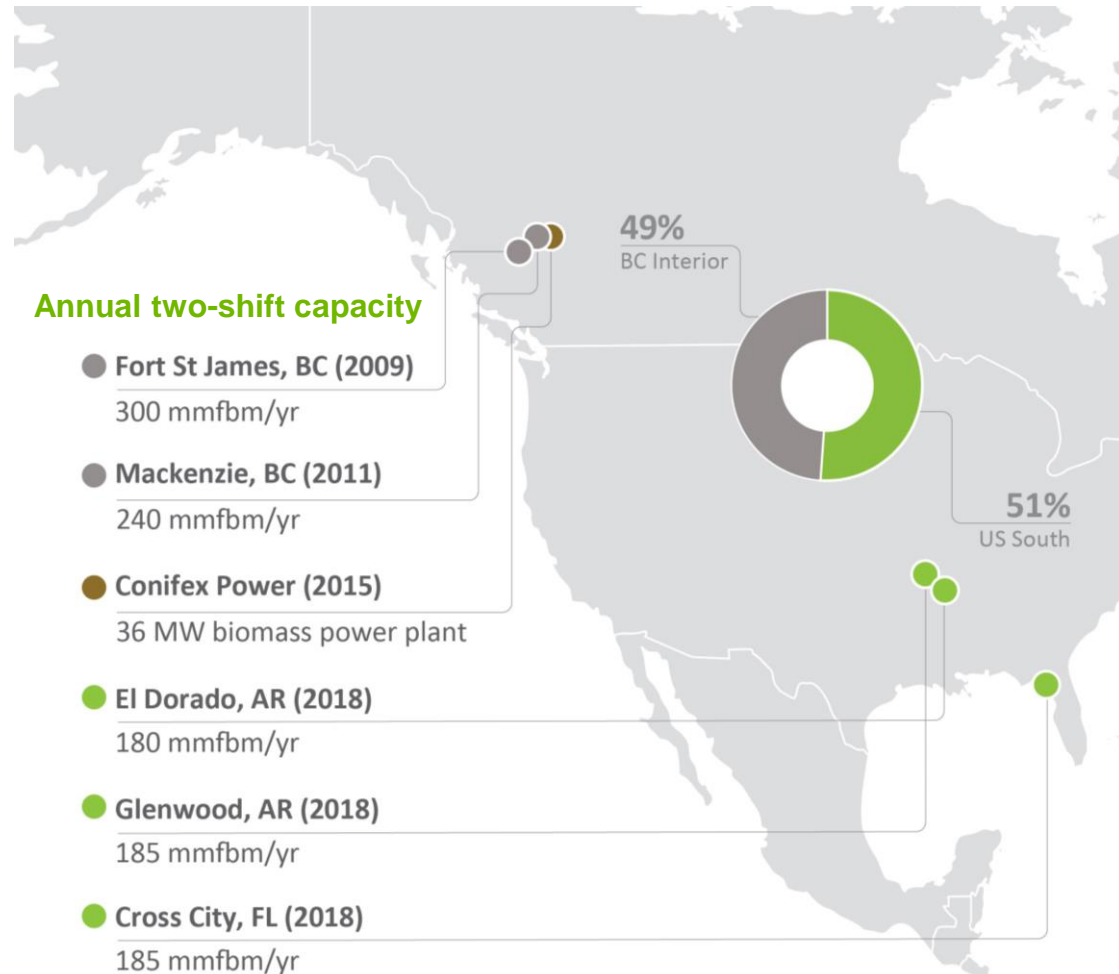 49%
BC Interior
Annual two-shift capacity
Fort St James, BC (2009)
300 mmfbm/yr
Mackenzie, BC (2011)
240 mmfbm/yr
51%
US South
Conifex Power (2015)
36 MW biomass power plant
El Dorado, AR (2018)
180 mmfbm/yr
Glenwood, AR (2018)
185 mmfbm/yr
Cross City, FL (2018)
185 mmfbm/yr